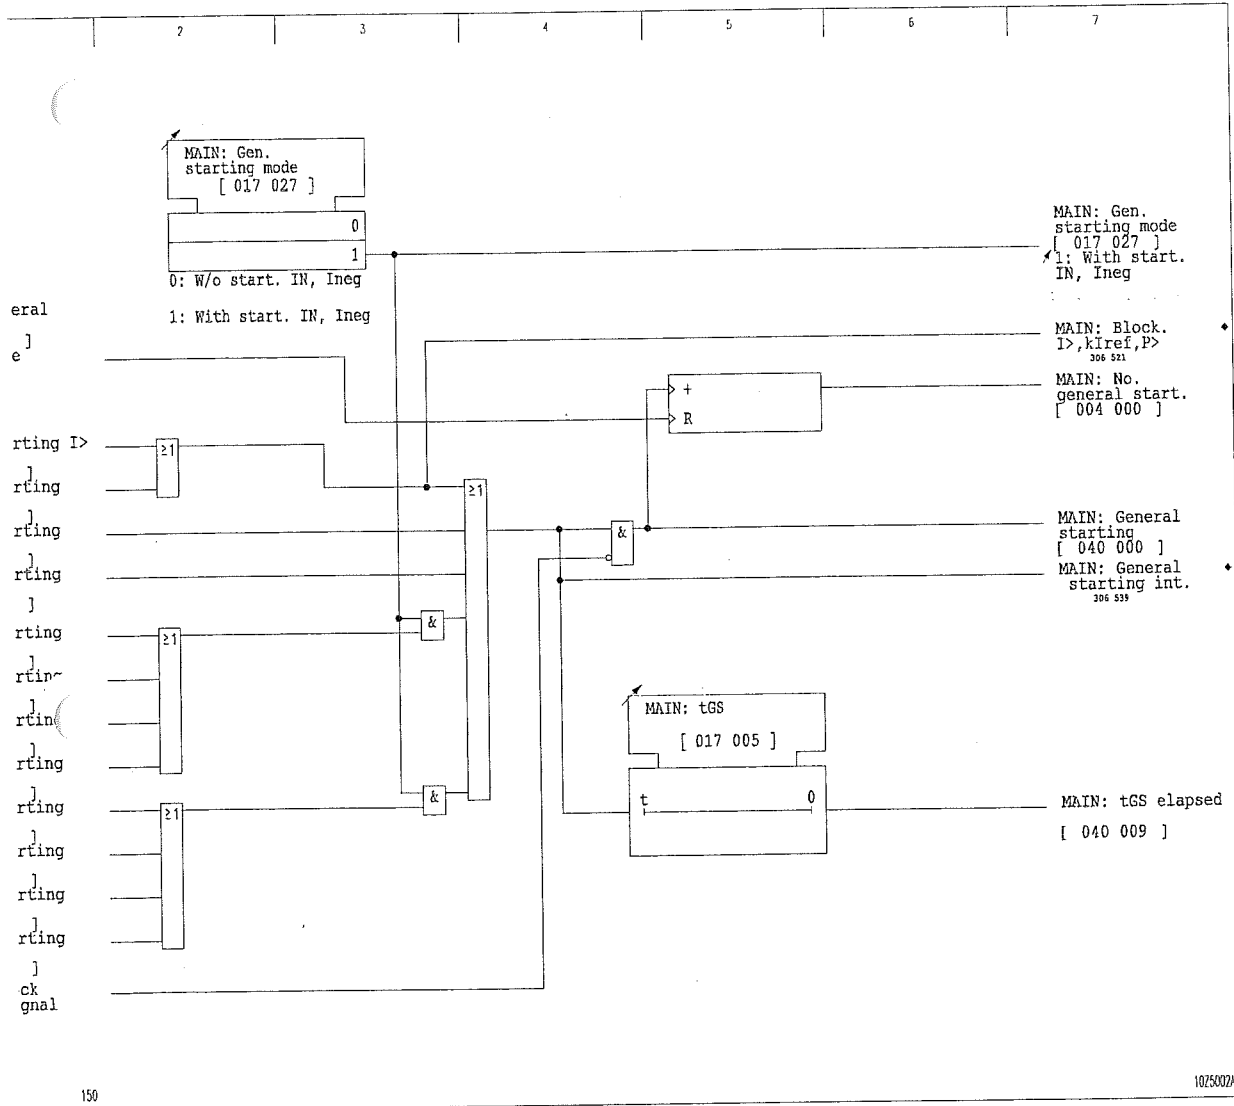 2 3 4 5 6 7
MAIN: Gen.
starting mode
[ 017 027 ]
0
1
0: W/o start. IN, Ineg
1: With start. IN, Ineg
MAIN: Gen.
starting mode
[ 017 027 ]
1: With start.
IN, Ineg
eral
]
e
MAIN: Block.
I>,kIref,P>
306 521
MAIN: No.
general start.
[ 004 000 ]
+
R
rting I>
]
rting
]
rting
]
rting
]
rting
]
]
]
rting
]
rting
]
rting
]
rting
]
rting
]
ck
gnal
≥1
≥1
&
MAIN: General
starting
[ 040 000 ]
MAIN: General
starting int.
306 539
≥1
&
MAIN: tGS
[ 017 005 ]
t 0
≥1
&
MAIN: tGS elapsed
[ 040 009 ]
150